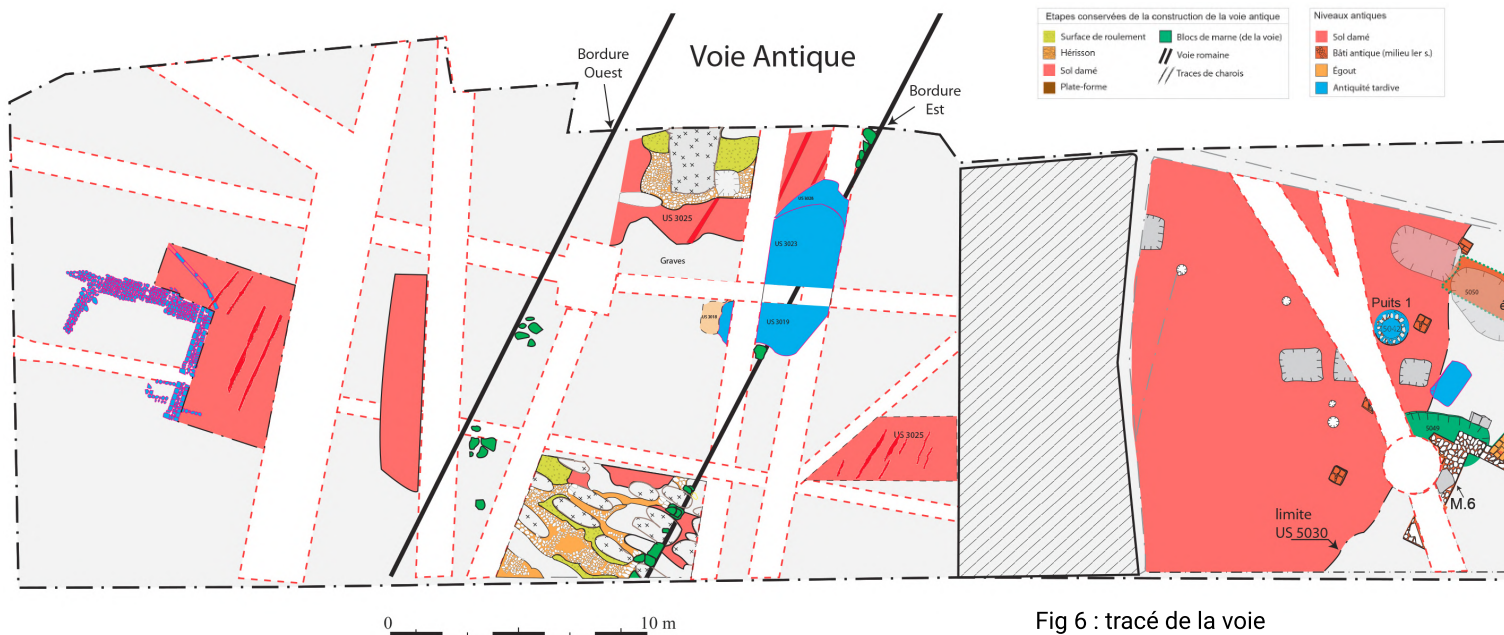 Voie Antique
Bordure
Ouest
Bordure
Est
Etapes conservées de la construction de la voie antique
Surface de roulement
Hérisson
Sol damé
Plate-forme
Blocs de marne (de la voie)
Voie romaine
Traces de charois
Niveaux antiques
Sol damé
Bâti antique (milieu Ier s.)
Égout
Antiquité tardive
US 3025
US 3023
Graves
US 3018
US 3019
US 3025
Puits 1
5050
é
5049
M.6
limite
US 5030
0
10 m
Fig 6 : tracé de la voie